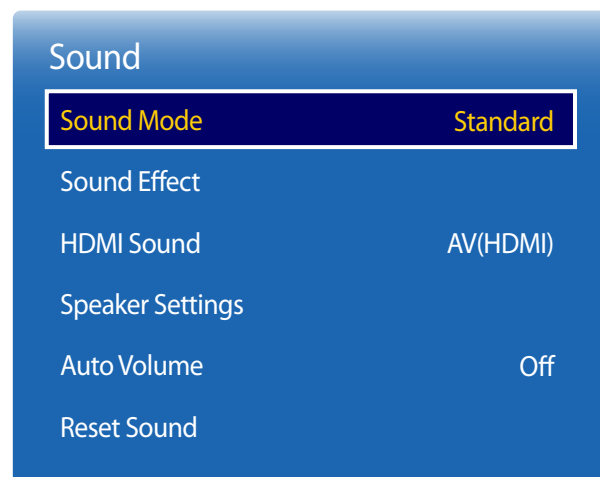 Sound
Sound Mode Standard
Sound Effect
HDMI Sound AV(HDMI)
Speaker Settings
Auto Volume Off
Reset Sound